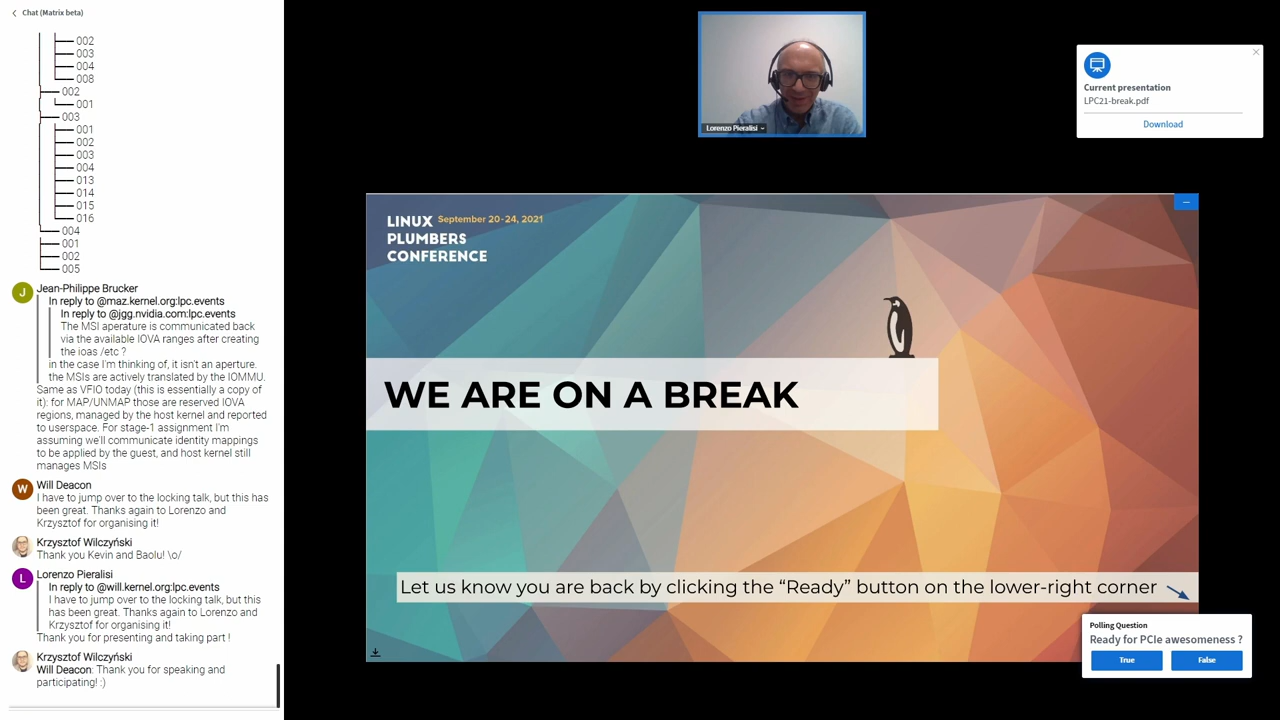 Chat (Matrix beta)
002
003
004
008
002
001
003
001
002
003
004
013
014
015
016
004
001
002
005
J
Jean-Philippe Brucker
In reply to @maz.kernel.org:lpc.events
In reply to @jgg.nvidia.com:lpc.events
The MSI aperature is communicated back
via the available IOVA ranges after creating
the ioas /etc ?
in the case I'm thinking of, it isn't an aperture.
the MSIs are actively translated by the IOMMU.
Same as VFIO today (this is essentially a copy of
it): for MAP/UNMAP those are reserved IOVA
regions, managed by the host kernel and reported
to userspace. For stage-1 assignment I'm
assuming we'll communicate identity mappings
to be applied by the guest, and host kernel still
manages MSIs
W
Will Deacon
I have to jump over to the locking talk, but this has
been great. Thanks again to Lorenzo and
Krzysztof for organising it!
Krzysztof Wilczyński
Thank you Kevin and Baolu! \o/
L
Lorenzo Pieralisi
In reply to @will.kernel.org:lpc.events
I have to jump over to the locking talk, but this
has been great. Thanks again to Lorenzo and
Krzysztof for organising it!
Thank you for presenting and taking part !
Krzysztof Wilczyński
Will Deacon: Thank you for speaking and
participating! :)
Lorenzo Pieralisi
Current presentation
LPC21-break.pdf
Download
LINUX September 20-24, 2021
PLUMBERS
CONFERENCE
WE ARE ON A BREAK
Let us know you are back by clicking the “Ready” button on the lower-right corner
Polling Question
Ready for PCIe awesomeness ?
True False